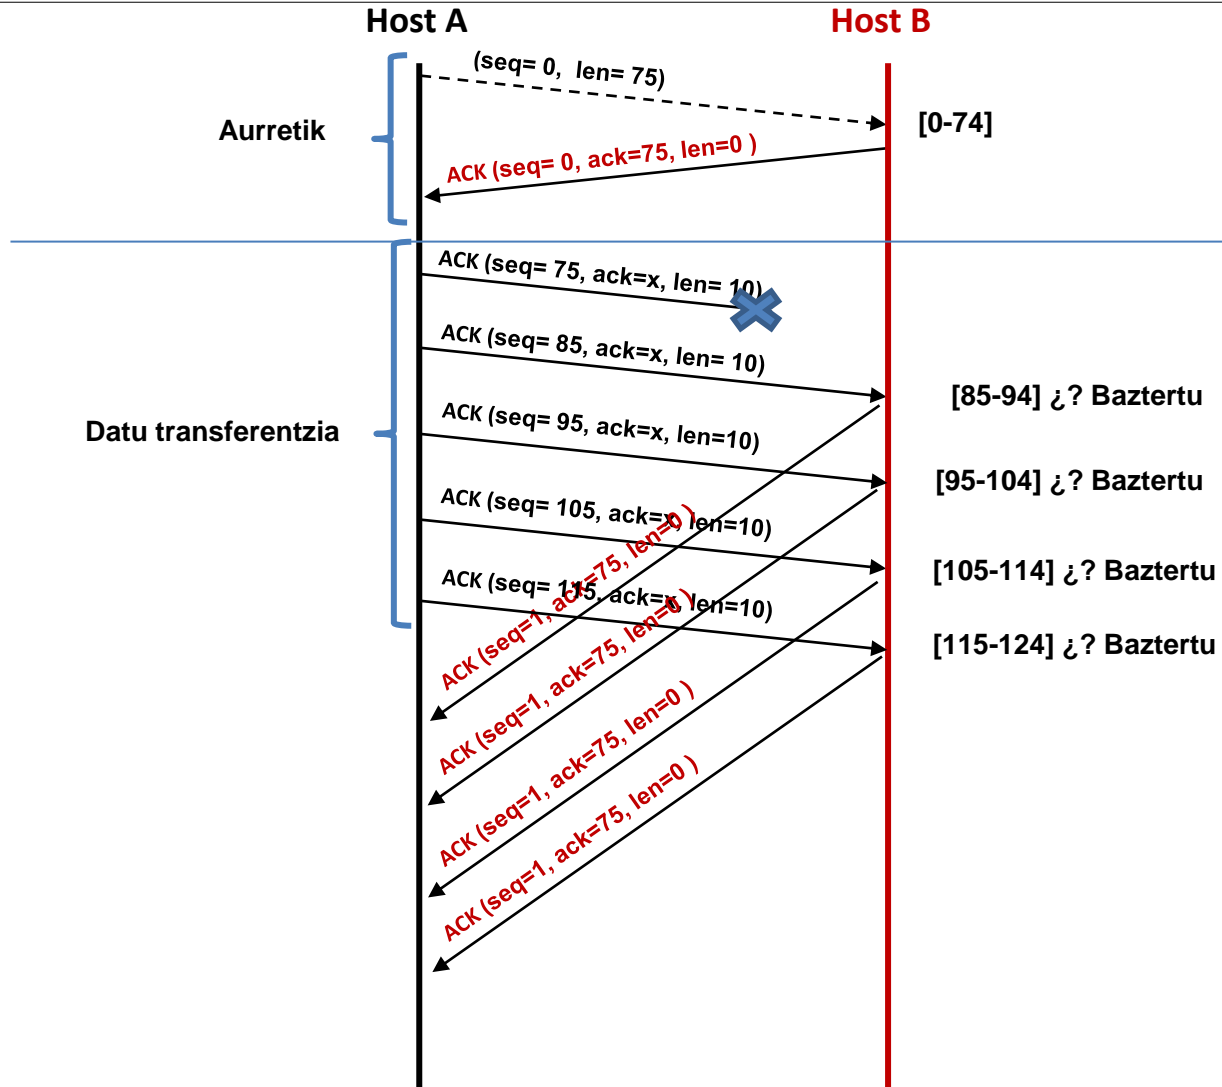 Host A
Host B
(seq= 0, len= 75)
[0-74]
Aurretik
ACK (seq= 0, ack=75, len=0 )
ACK (seq= 75, ack=x, len= 10)
ACK (seq= 85, ack=x, len= 10)
[85-94] ¿? Baztertu
Datu transferentzia
ACK (seq= 95, ack=x, len=10)
[95-104] ¿? Baztertu
ACK (seq= 105, ack=x, len=10)
[105-114] ¿? Baztertu
ACK (seq= 115, ack=x, len=10)
[115-124] ¿? Baztertu
ACK (seq=1, ack=75, len=0 )
ACK (seq=1, ack=75, len=0 )
ACK (seq=1, ack=75, len=0 )
ACK (seq=1, ack=75, len=0 )